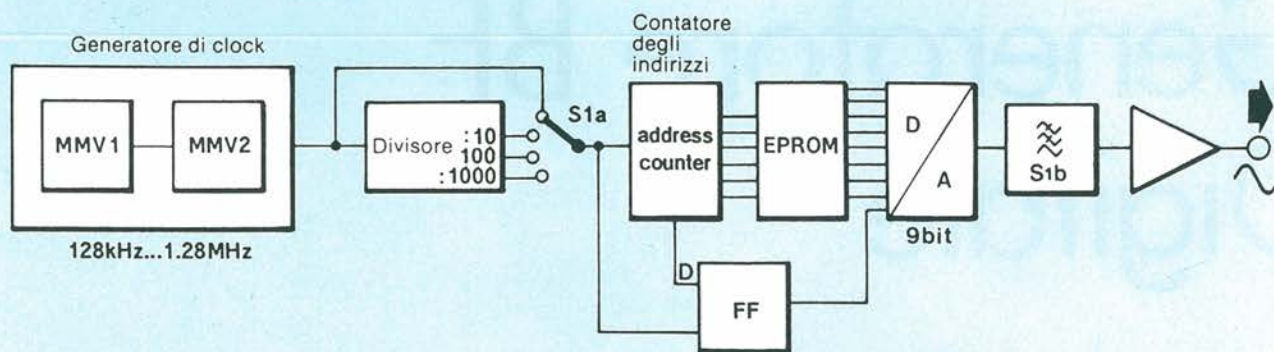 Generatore di clock
MMV1
MMV2
128kHz...1.28MHz
Divisore
:10
100
:1000
S1a
Contatore
degli
indirizzi
address
counter
EPROM
D
A
9bit
S1b
D
FF